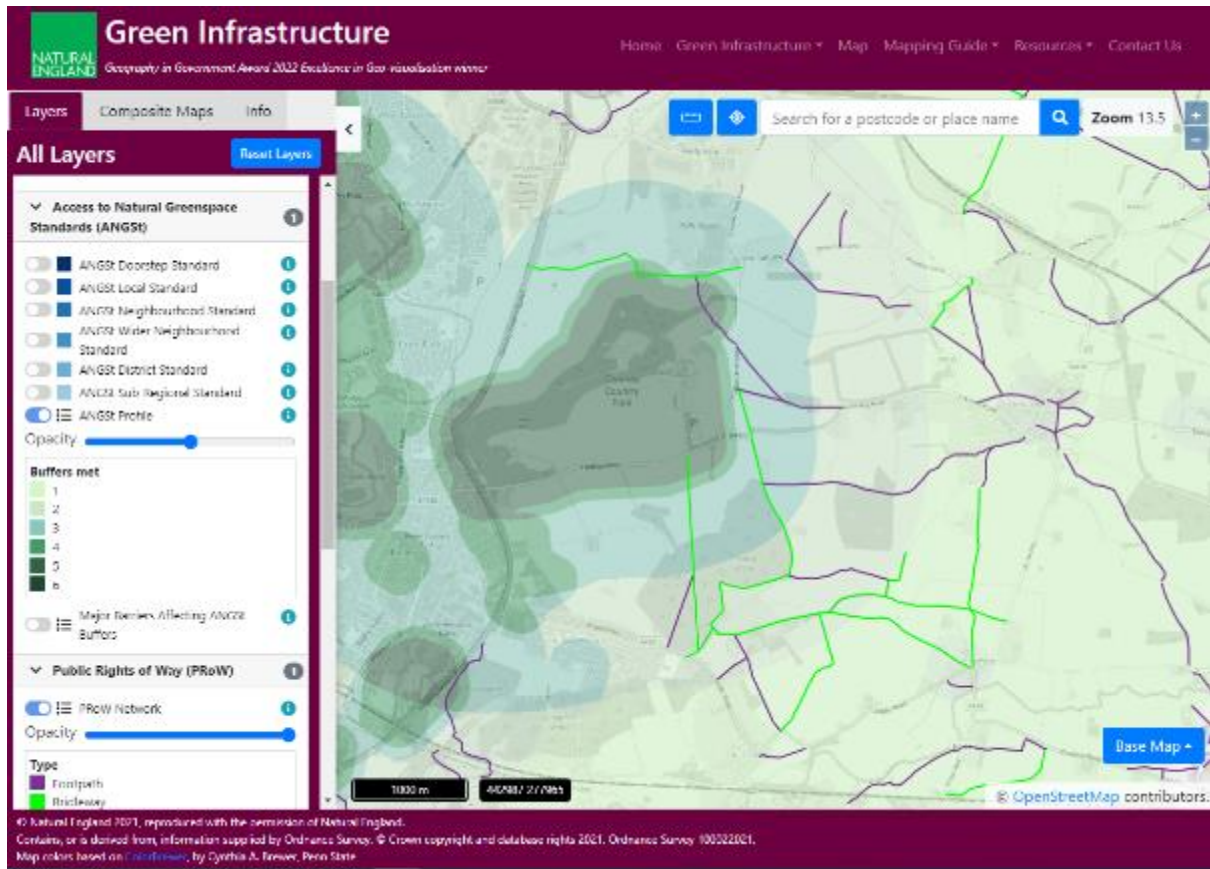 NATURAL
ENGLAND
Green Infrastructure
Geography in Government Award 2022 Excellence in Geo-visualisation winner
Home Green Infrastructure Map Mapping Guide Resources Contact Us
Layers Composite Maps Info
Search for a postcode or place name
Zoom 13.5
+
-
All Layers
Reset Layers
Access to Natural Greenspace
Standards (ANGSt)
1
ANGSt Doorstep Standard
ANGSt Local Standard
ANGSt Neighbourhood Standard
ANGSt Wider Neighbourhood
Standard
ANGSt District Standard
ANGSt Sub-Regional Standard
ANGSt Profile
Opacity
Buffers met
1
2
3
4
5
6
Major Barriers Affecting ANGSt
Buffers
Public Rights of Way (PRoW)
1
PRoW Network
Opacity
Type
Footpath
Bridleway
Country
Park
1000 m
442987 277965
Base Map
© OpenStreetMap contributors.
© Natural England 2021, reproduced with the permission of Natural England.
Contains, or is derived from, information supplied by Ordnance Survey. © Crown copyright and database rights 2021. Ordnance Survey 100022021.
Map colors based on ColorBrewer, by Cynthia A. Brewer, Penn State